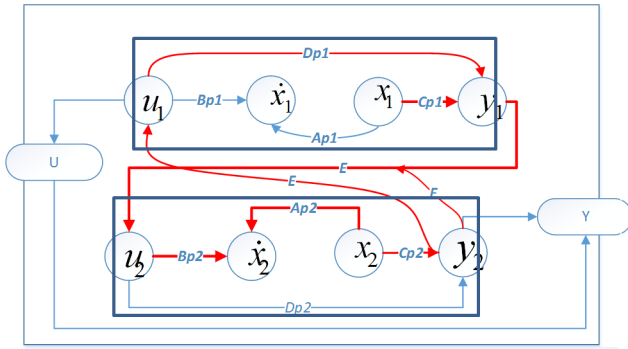 Dp1
u1 Bp1 ẋ1 x1 Cp1 y1
Ap1
U
E
E
E
Y
Ap2
u2 Bp2 ẋ2 x2 Cp2 y2
Dp2